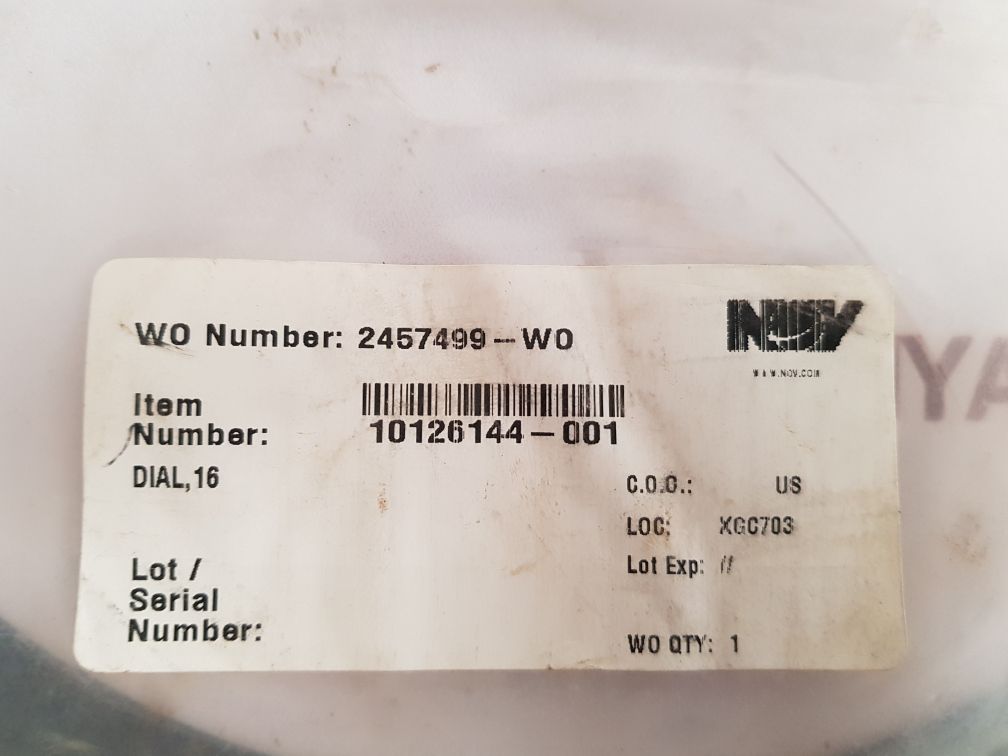 WO Number: 2457499-WO
NOV
WWW.NOV.COM
Item
Number:
10126144-001
DIAL,16
C.O.O.: US
LOC: XGC703
Lot Exp: //
Lot /
Serial
Number:
WO QTY: 1
YA